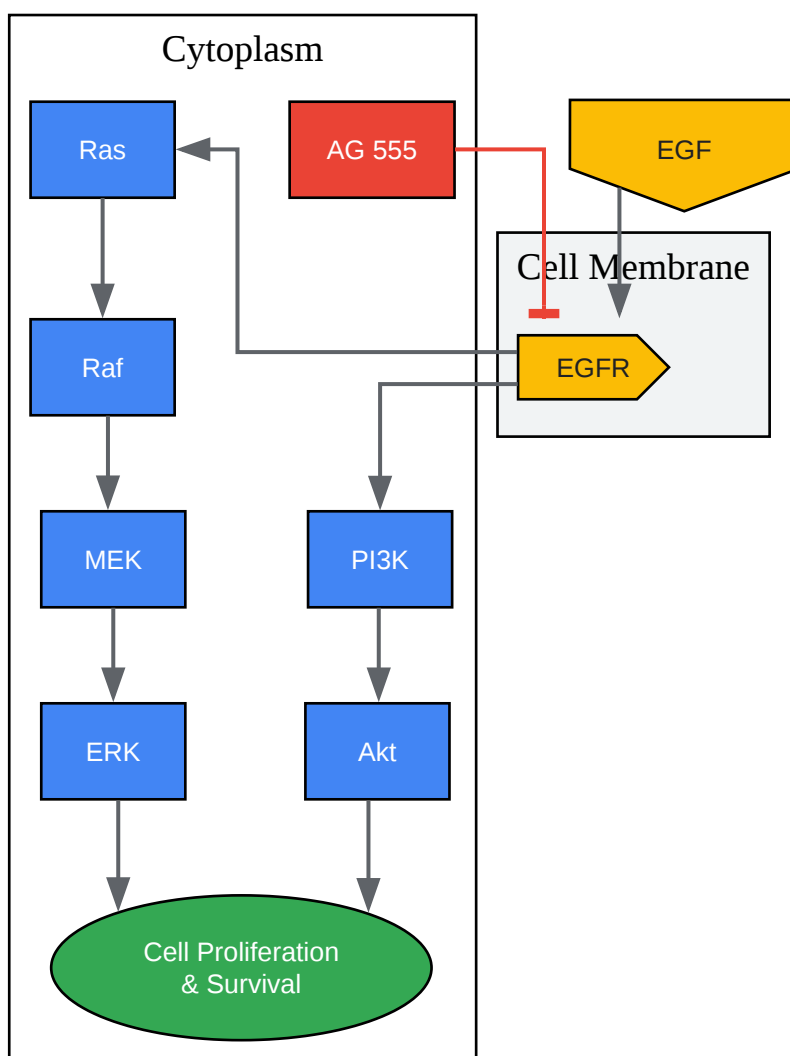 Cytoplasm
Ras
AG 555
EGF
Cell Membrane
Raf
EGFR
MEK
PI3K
ERK
Akt
Cell Proliferation
& Survival